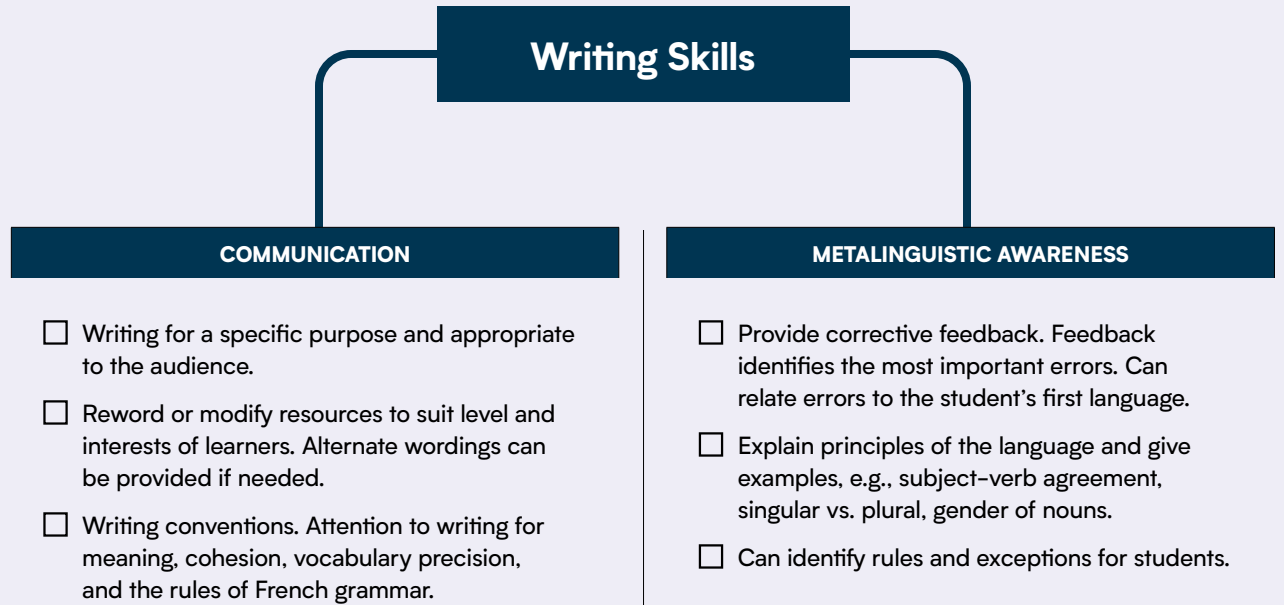 Writing Skills
COMMUNICATION
☐ Writing for a specific purpose and appropriate
to the audience.
☐ Reword or modify resources to suit level and
interests of learners. Alternate wordings can
be provided if needed.
☐ Writing conventions. Attention to writing for
meaning, cohesion, vocabulary precision,
and the rules of French grammar.
METALINGUISTIC AWARENESS
☐ Provide corrective feedback. Feedback
identifies the most important errors. Can
relate errors to the student’s first language.
☐ Explain principles of the language and give
examples, e.g., subject-verb agreement,
singular vs. plural, gender of nouns.
☐ Can identify rules and exceptions for students.